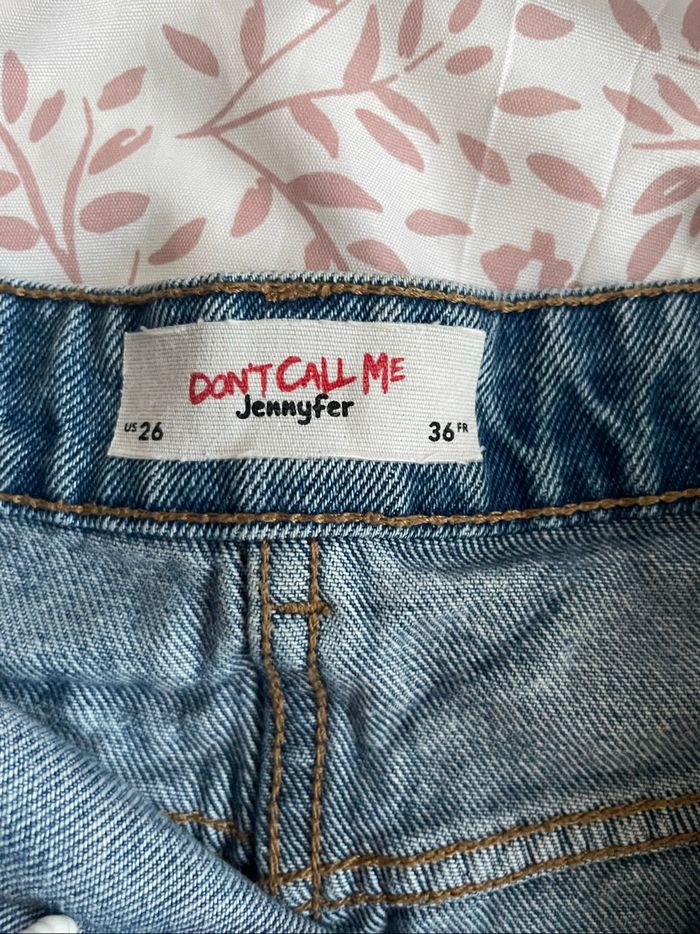 DON'T CALL ME
Jennyfer
US 26 36 FR